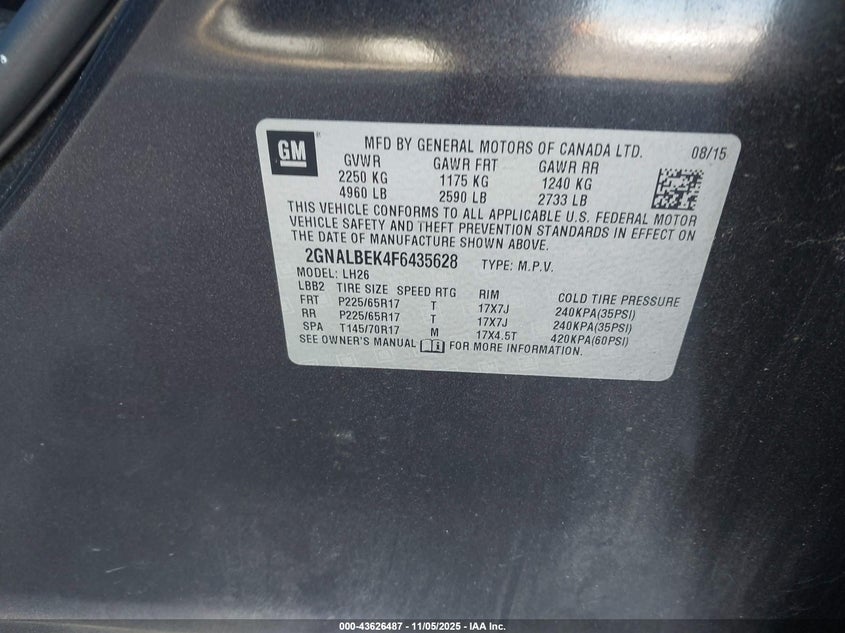 GM ®
MFD BY GENERAL MOTORS OF CANADA LTD. 08/15
GVWR GAWR FRT GAWR RR
2250 KG 1175 KG 1240 KG
4960 LB 2590 LB 2733 LB
THIS VEHICLE CONFORMS TO ALL APPLICABLE U.S. FEDERAL MOTOR
VEHICLE SAFETY AND THEFT PREVENTION STANDARDS IN EFFECT ON
THE DATE OF MANUFACTURE SHOWN ABOVE.
2GNALBEK4F6435628 TYPE: M.P.V.
MODEL: LH26
LBB2 TIRE SIZE SPEED RTG RIM COLD TIRE PRESSURE
FRT P225/65R17 T 17X7J 240KPA(35PSI)
RR P225/65R17 T 17X7J 240KPA(35PSI)
SPA T145/70R17 M 17X4.5T 420KPA(60PSI)
SEE OWNER'S MANUAL FOR MORE INFORMATION.
000-43626487 - 11/05/2025 - IAA Inc.